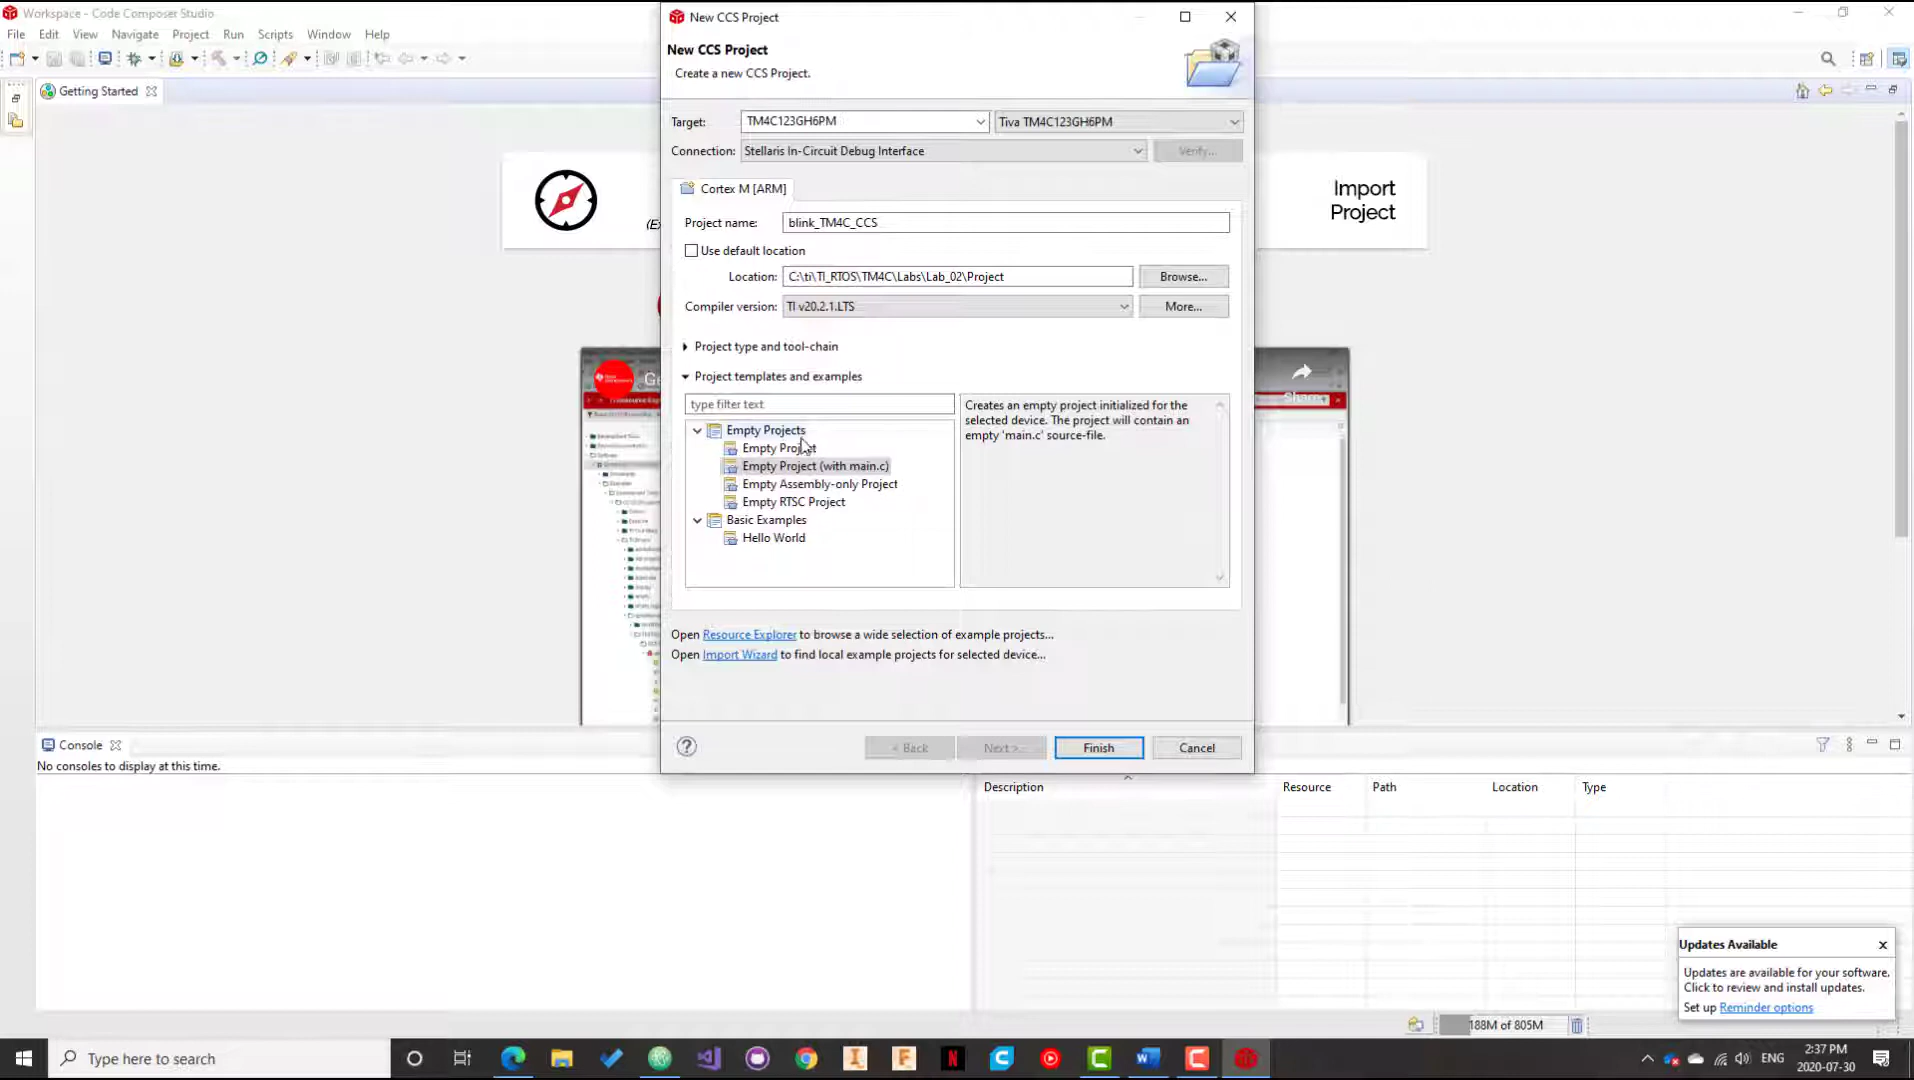 Workspace - Code Composer Studio
File Edit View Navigate Project Run Scripts Window Help
Getting Started
New CCS Project
New CCS Project
Create a new CCS Project.
Target: TM4C123GH6PM Tiva TM4C123GH6PM
Connection: Stellaris In-Circuit Debug Interface Verify...
Cortex M [ARM]
Project name: blink_TM4C_CCS
Use default location
Location: C:\ti\TI_RTOS\TM4C\Labs\Lab_02\Project Browse...
Compiler version: TI v20.2.1.LTS More...
Project type and tool-chain
Project templates and examples
type filter text
Empty Projects
Empty Project
Empty Project (with main.c)
Empty Assembly-only Project
Empty RTSC Project
Basic Examples
Hello World
Creates an empty project initialized for the
selected device. The project will contain an
empty 'main.c' source-file.
Open Resource Explorer to browse a wide selection of example projects...
Open Import Wizard to find local example projects for selected device...
< Back Next > Finish Cancel
Import
Project
Share
Console
No consoles to display at this time.
Description Resource Path Location Type
Updates Available
Updates are available for your software.
Click to review and install updates.
Set up Reminder options
188M of 805M
Type here to search
ENG
2:37 PM
2020-07-30